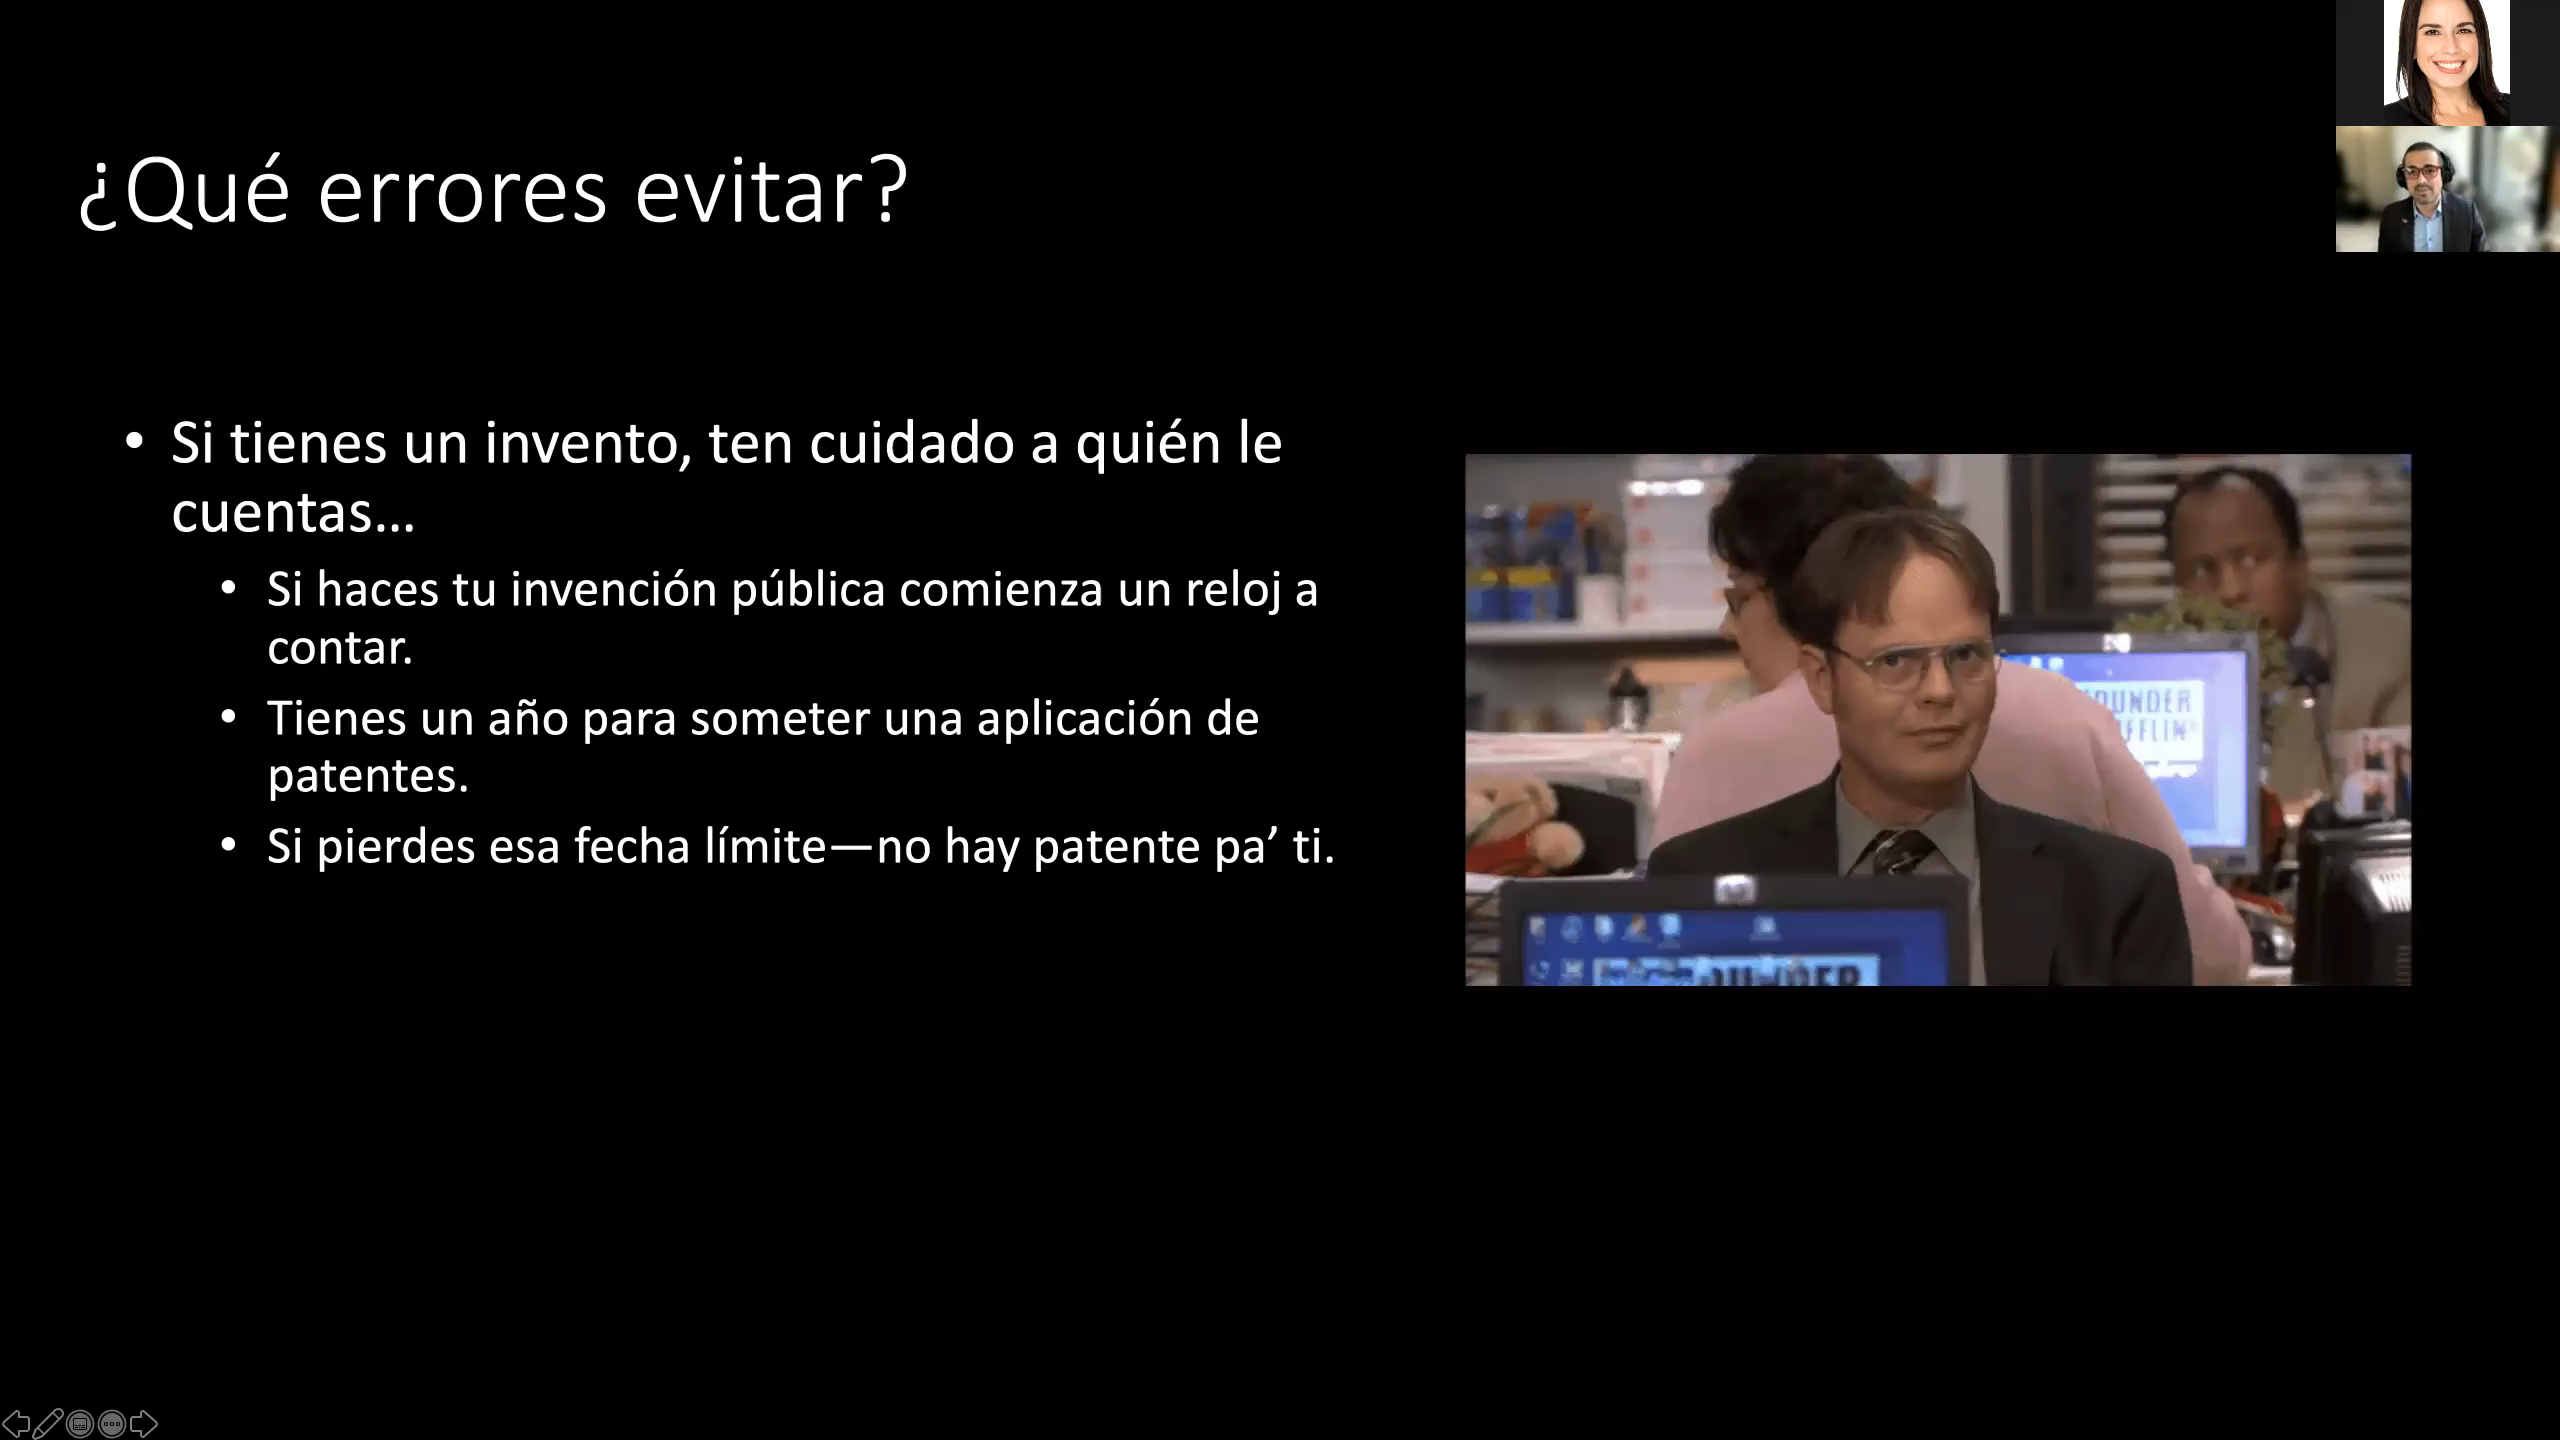 ¿Qué errores evitar?
• Si tienes un invento, ten cuidado a quién le
cuentas…
• Si haces tu invención pública comienza un reloj a
contar.
• Tienes un año para someter una aplicación de
patentes.
• Si pierdes esa fecha límite—no hay patente pa’ ti.